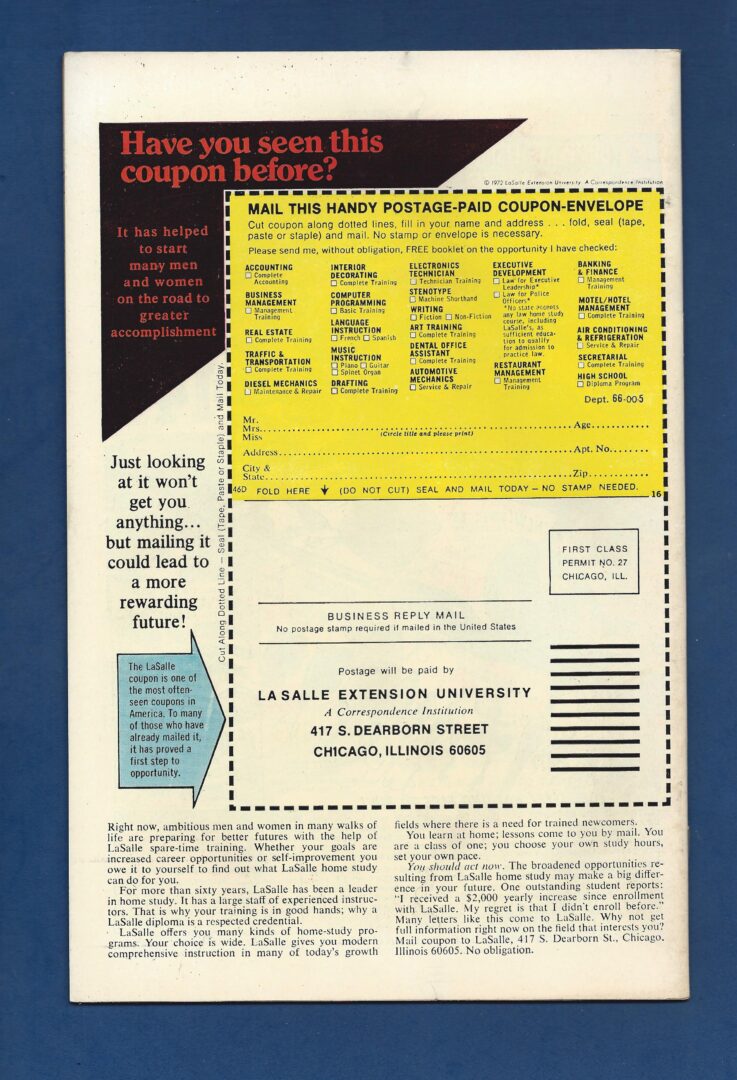 Have you seen this
coupon before?
It has helped
to start
many men
and women
on the road to
greater
accomplishment
© 1972 LaSalle Extension University. A Correspondence Institution
MAIL THIS HANDY POSTAGE-PAID COUPON-ENVELOPE
Cut coupon along dotted lines, fill in your name and address . . . fold, seal (tape,
paste or staple) and mail. No stamp or envelope is necessary.
Please send me, without obligation, FREE booklet on the opportunity I have checked:
ACCOUNTING
☐ Complete
Accounting
BUSINESS
MANAGEMENT
☐ Management
Training
REAL ESTATE
☐ Complete Training
TRAFFIC &
TRANSPORTATION
☐ Complete Training
DIESEL MECHANICS
☐ Maintenance & Repair
INTERIOR
DECORATING
☐ Complete Training
COMPUTER
PROGRAMMING
☐ Basic Training
LANGUAGE
INSTRUCTION
☐ French ☐ Spanish
MUSIC
INSTRUCTION
☐ Piano ☐ Guitar
☐ Spinet Organ
DRAFTING
☐ Complete Training
ELECTRONICS
TECHNICIAN
☐ Technician Training
STENOTYPE
☐ Machine Shorthand
WRITING
☐ Fiction ☐ Non-Fiction
ART TRAINING
☐ Complete Training
DENTAL OFFICE
ASSISTANT
☐ Complete Training
AUTOMOTIVE
MECHANICS
☐ Service & Repair
EXECUTIVE
DEVELOPMENT
☐ Law for Executive
Leadership*
☐ Law for Police
Officers*
*No state accepts
any law home study
course, including
LaSalle's, as
sufficient educa-
tion to qualify
for admission to
practice law.
RESTAURANT
MANAGEMENT
☐ Management
Training
BANKING
& FINANCE
☐ Management
Training
MOTEL/HOTEL
MANAGEMENT
☐ Complete Training
AIR CONDITIONING
& REFRIGERATION
☐ Service & Repair
SECRETARIAL
☐ Complete Training
HIGH SCHOOL
☐ Diploma Program
Dept. 66-005
Mr.
Mrs. Age
Miss (Circle title and please print)
Address Apt. No.
City &
State Zip
46D FOLD HERE (DO NOT CUT) SEAL AND MAIL TODAY – NO STAMP NEEDED. 16
Cut Along Dotted Line — Seal (Tape, Paste or Staple) and Mail Today.
Just looking
at it won't
get you
anything...
but mailing it
could lead to
a more
rewarding
future!
The LaSalle
coupon is one of
the most often-
seen coupons in
America. To many
of those who have
already mailed it,
it has proved a
first step to
opportunity.
FIRST CLASS
PERMIT NO. 27
CHICAGO, ILL.
BUSINESS REPLY MAIL
No postage stamp required if mailed in the United States
Postage will be paid by
LA SALLE EXTENSION UNIVERSITY
A Correspondence Institution
417 S. DEARBORN STREET
CHICAGO, ILLINOIS 60605
Right now, ambitious men and women in many walks of
life are preparing for better futures with the help of
LaSalle spare-time training. Whether your goals are
increased career opportunities or self-improvement you
owe it to yourself to find out what LaSalle home study
can do for you.
For more than sixty years, LaSalle has been a leader
in home study. It has a large staff of experienced instruc-
tors. That is why your training is in good hands; why a
LaSalle diploma is a respected credential.
LaSalle offers you many kinds of home-study pro-
grams. Your choice is wide. LaSalle gives you modern
comprehensive instruction in many of today's growth
fields where there is a need for trained newcomers.
You learn at home; lessons come to you by mail. You
are a class of one; you choose your own study hours,
set your own pace.
You should act now. The broadened opportunities re-
sulting from LaSalle home study may make a big differ-
ence in your future. One outstanding student reports:
"I received a $2,000 yearly increase since enrollment
with LaSalle. My regret is that I didn't enroll before."
Many letters like this come to LaSalle. Why not get
full information right now on the field that interests you?
Mail coupon to LaSalle, 417 S. Dearborn St., Chicago,
Illinois 60605. No obligation.